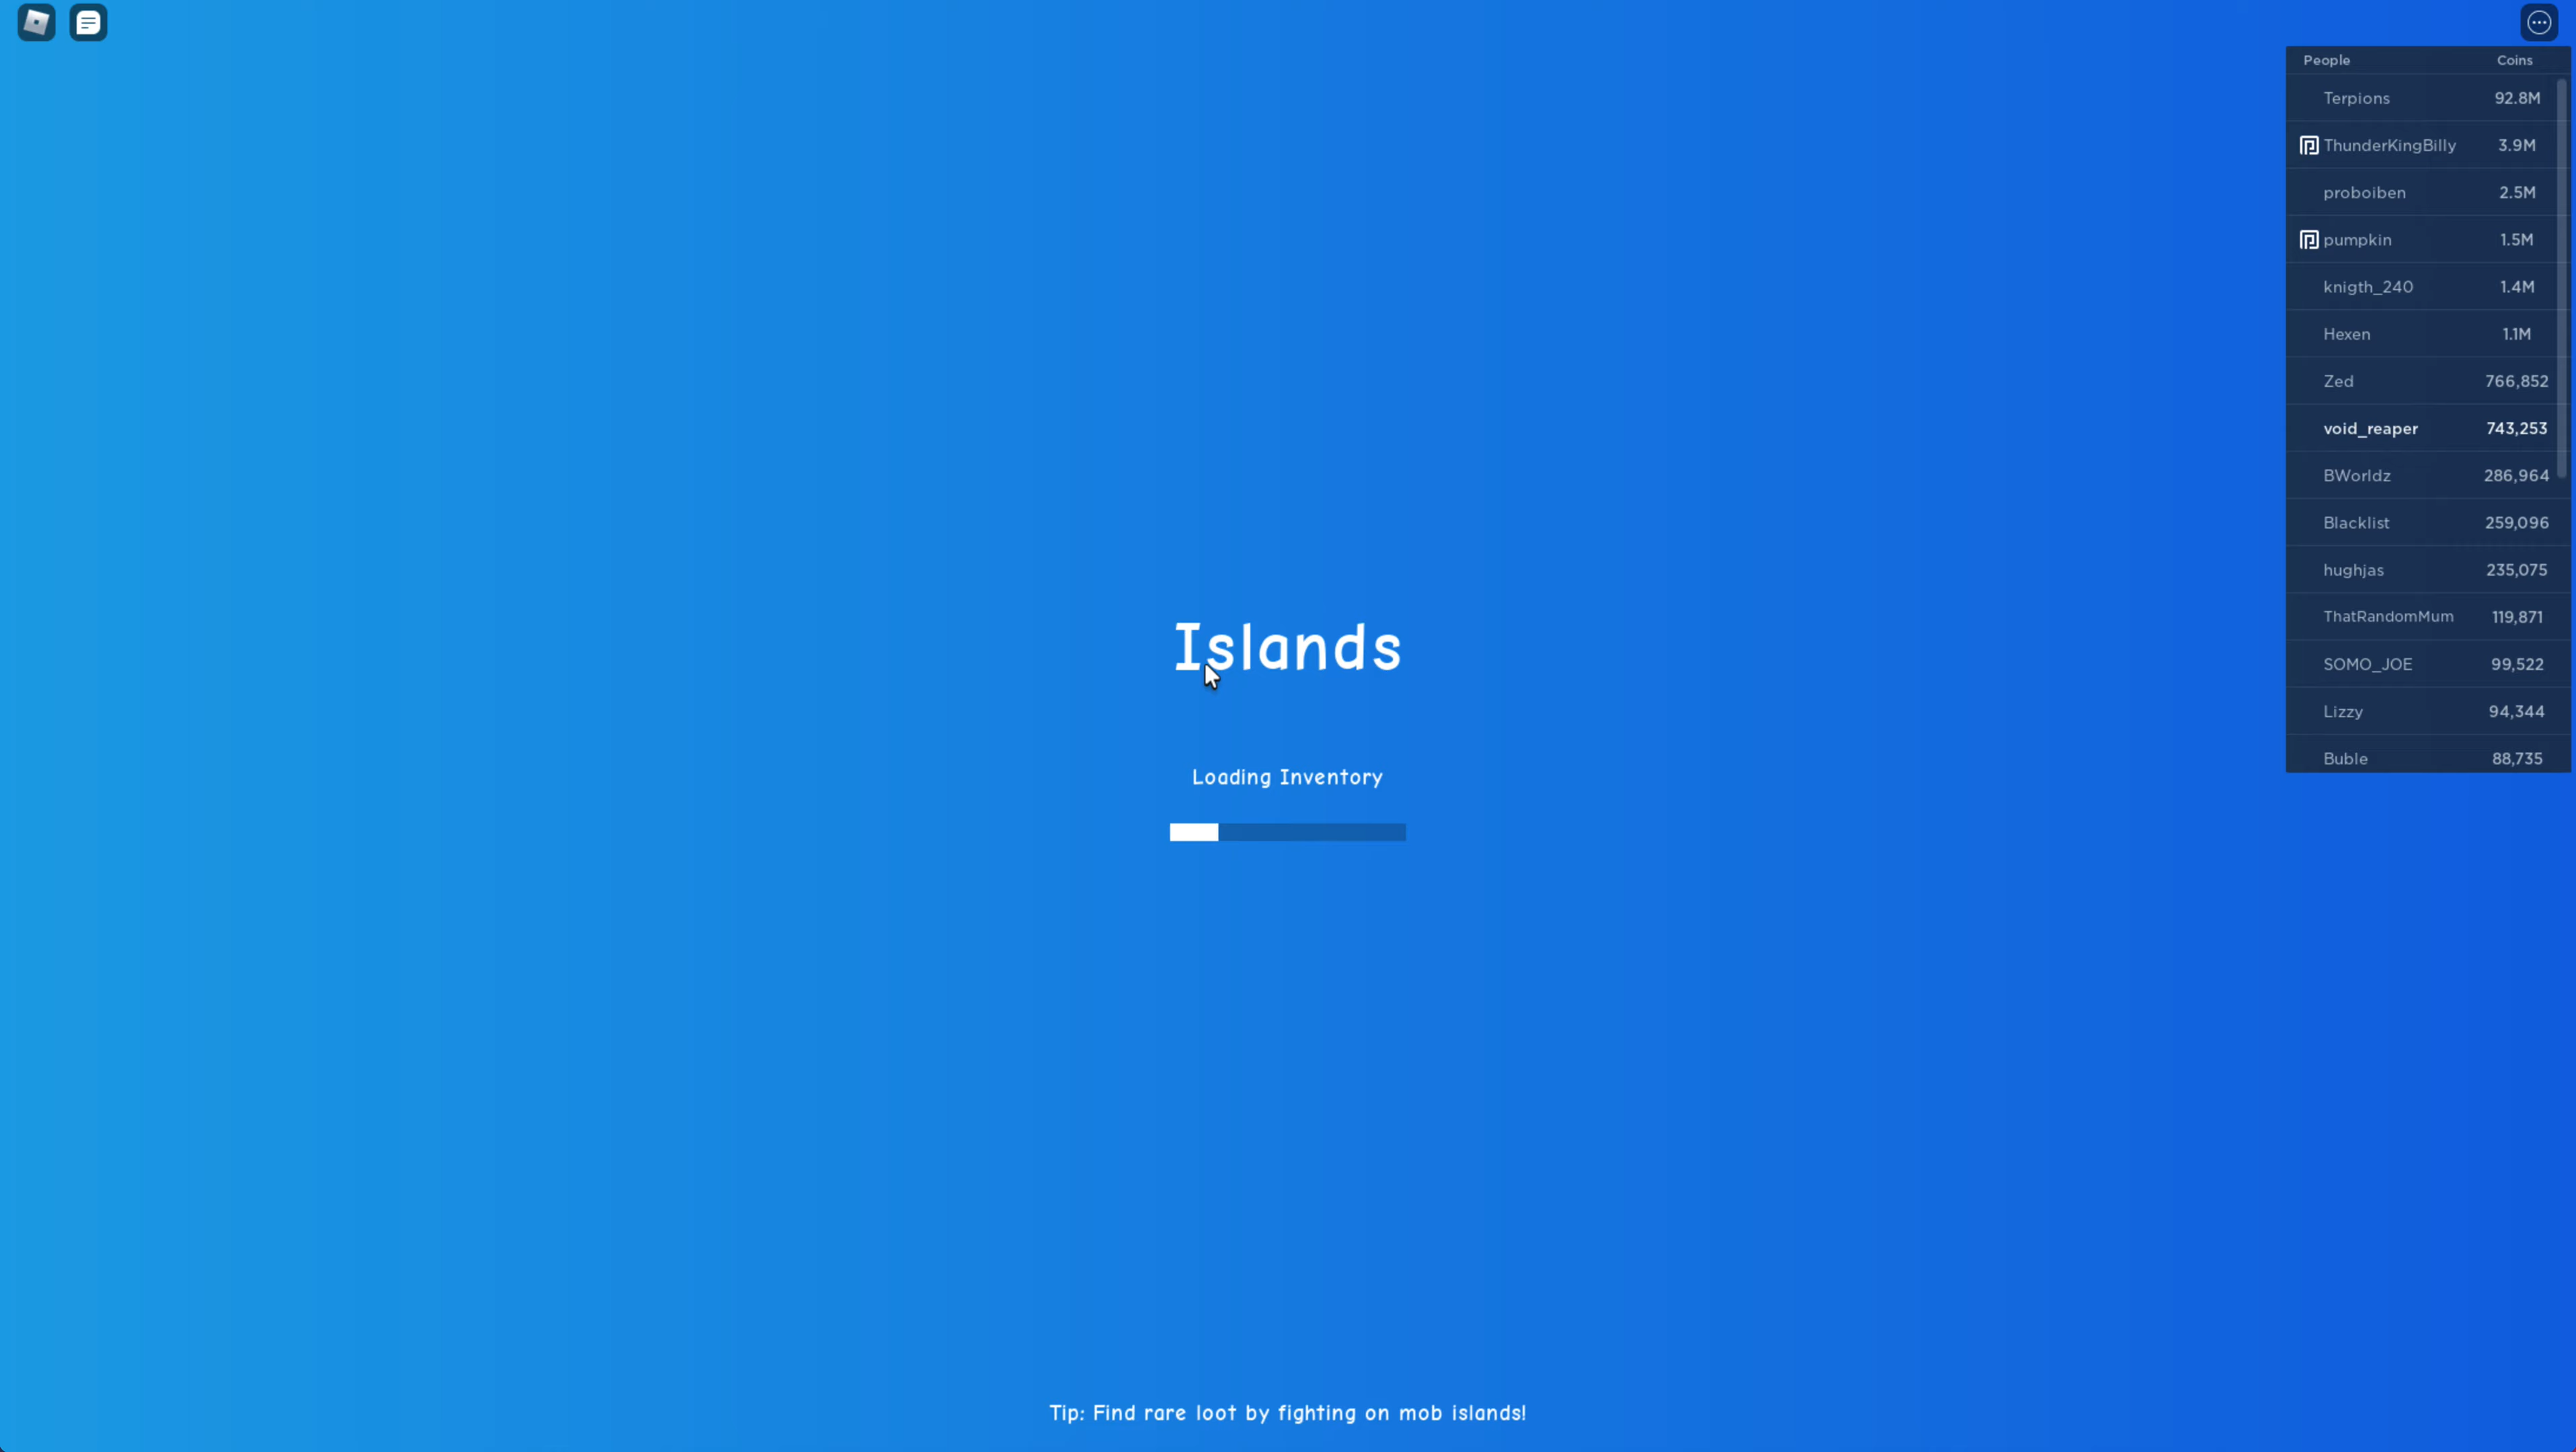 People Coins
Terpions 92.8M
ThunderKingBilly 3.9M
proboiben 2.5M
pumpkin 1.5M
knigth_240 1.4M
Hexen 1.1M
Zed 766,852
void_reaper 743,253
BWorldz 286,964
Blacklist 259,096
hughjas 235,075
ThatRandomMum 119,871
SOMO_JOE 99,522
Lizzy 94,344
Buble 88,735
Islands
Loading Inventory
Tip: Find rare loot by fighting on mob islands!